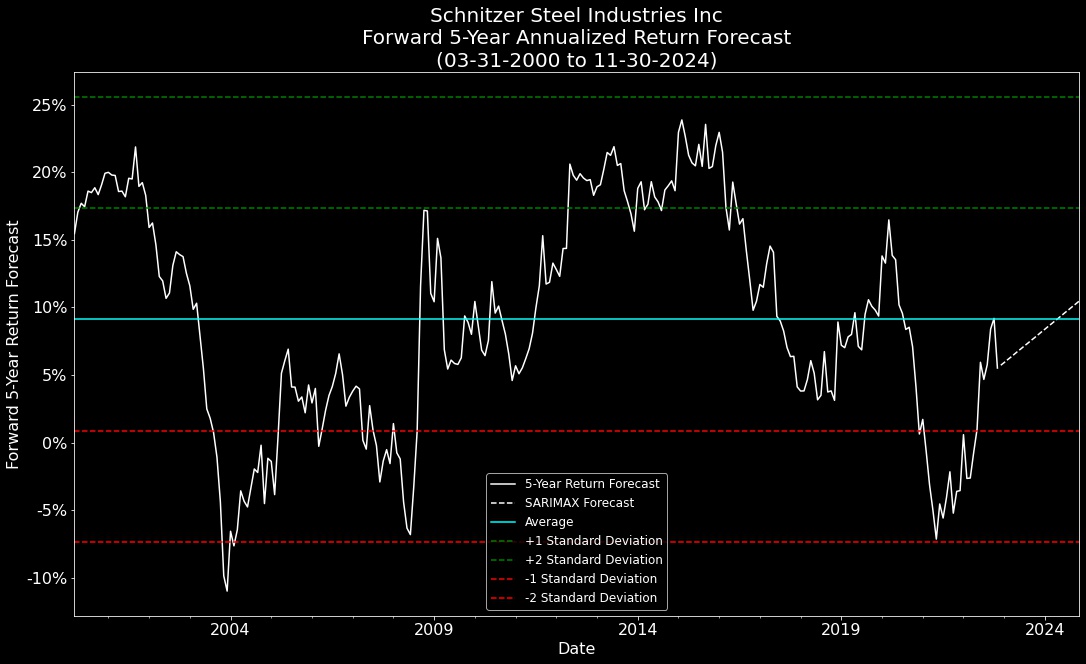 Schnitzer Steel Industries Inc
Forward 5-Year Annualized Return Forecast
(03-31-2000 to 11-30-2024)
Forward 5-Year Return Forecast
25%
20%
15%
10%
5%
0%
-5%
-10%
5-Year Return Forecast
SARIMAX Forecast
Average
+1 Standard Deviation
+2 Standard Deviation
-1 Standard Deviation
-2 Standard Deviation
2004
2009
2014
2019
2024
Date